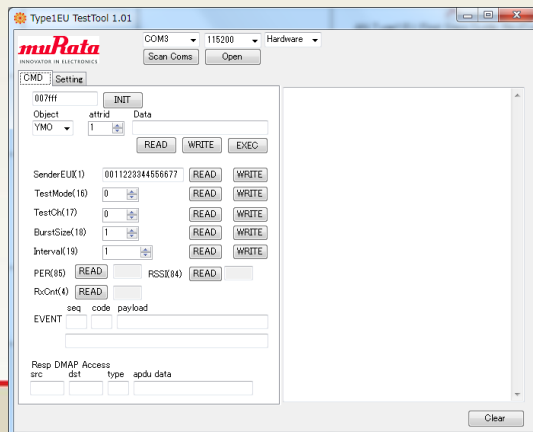 Type1EU TestTool 1.01
muRata
INNOVATOR IN ELECTRONICS
COM3 115200 Hardware
Scan Coms Open
CMD Setting
007fff INIT
Object attrid Data
YMO 1
READ WRITE EXEC
SenderEUI(1) 0011223344556677 READ WRITE
TestMode(16) 0 READ WRITE
TestCh(17) 0 READ WRITE
BurstSize(18) 1 READ WRITE
Interval(19) 1 READ WRITE
PER(85) READ RSSI(84) READ
RxCnt(4) READ
seq code payload
EVENT
Resp DMAP Access
src dst type apdu data
Clear